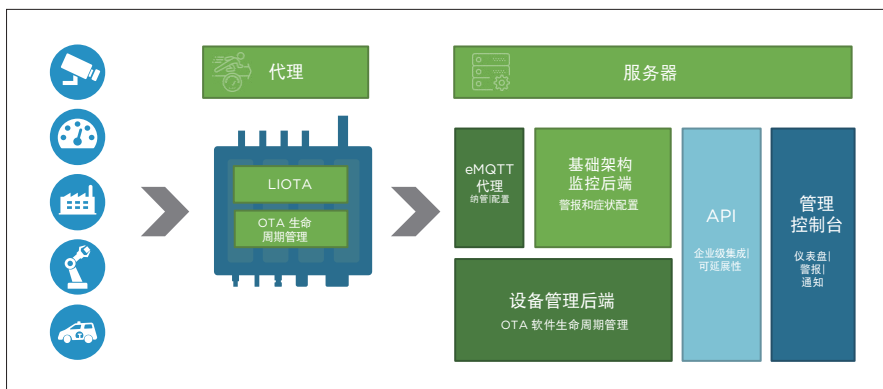 代理
服务器
LIOTA
OTA 生命
周期管理
eMQTT
代理
纳管|配置
基础架构
监控后端
警报和症状配置
设备管理后端
OTA 软件生命周期管理
API
企业级集成|
可延展性
管理
控制台
仪表盘|
警报|
通知